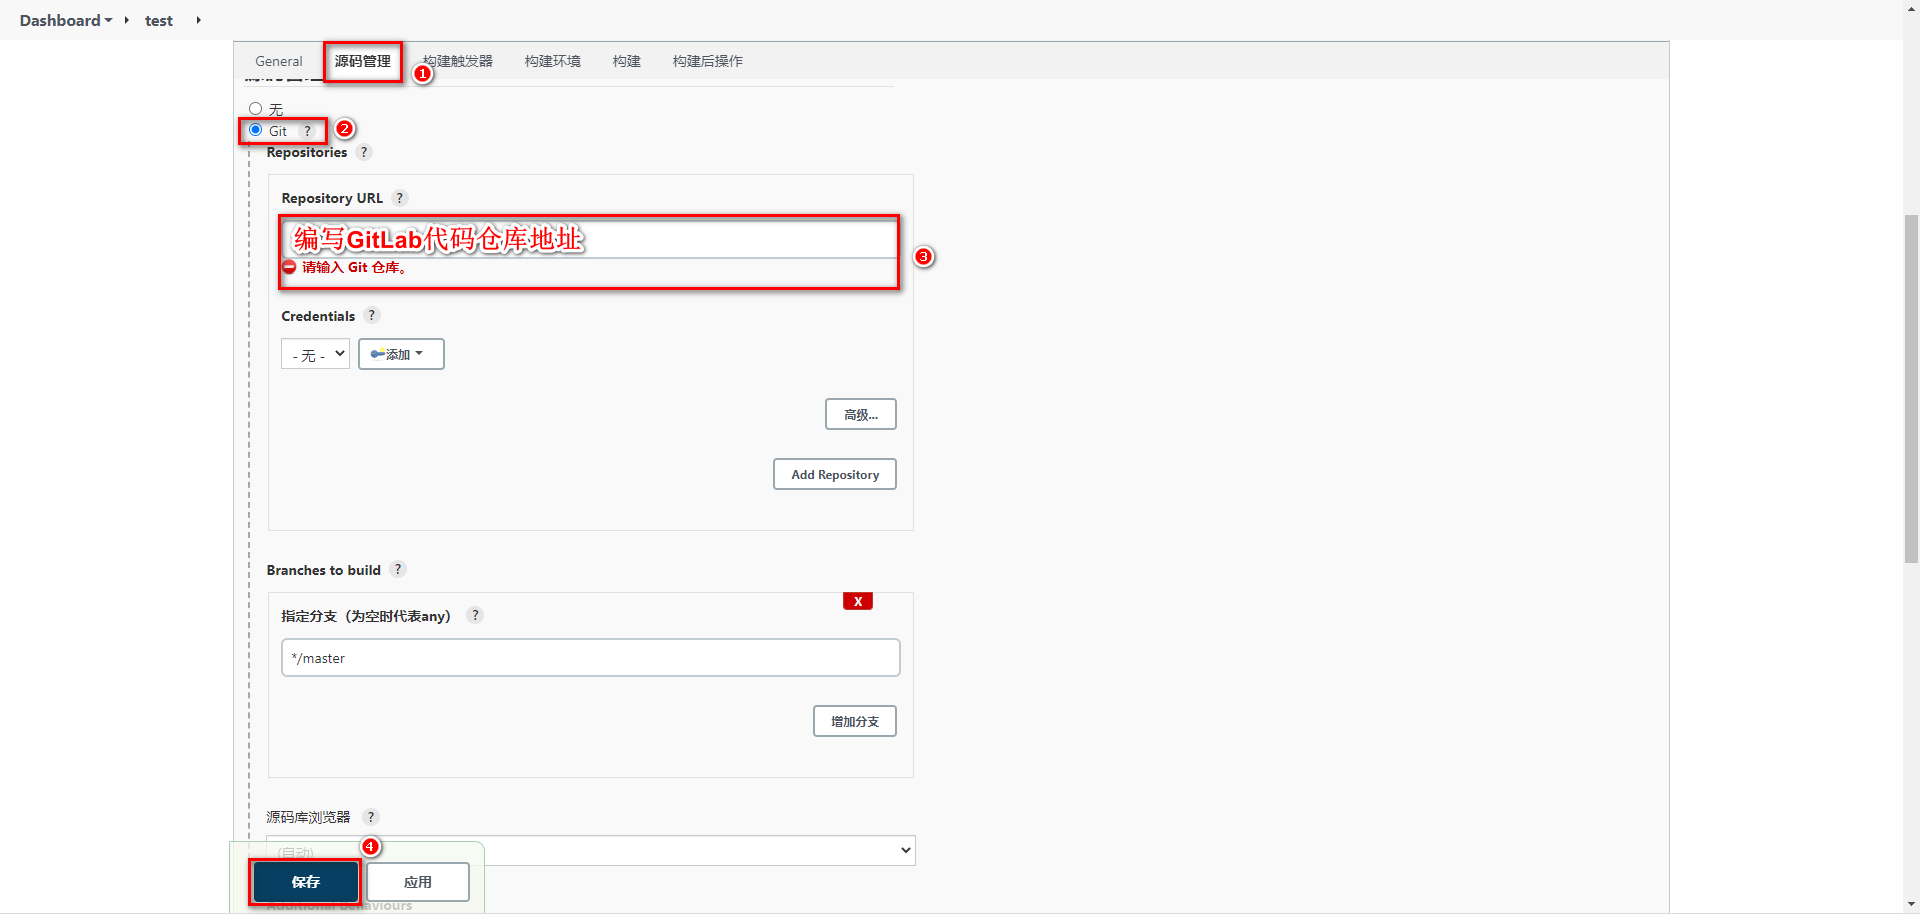 Dashboard test
General 源码管理 构建触发器 构建环境 构建 构建后操作
1
无
Git ? 2
Repositories ?
Repository URL ?
编写GitLab代码仓库地址
3
请输入 Git 仓库。
Credentials ?
- 无 - 添加
高级...
Add Repository
Branches to build ?
X
指定分支（为空时代表any） ?
*/master
增加分支
源码库浏览器 ?
4
(自动)
保存 应用
Additional Behaviours